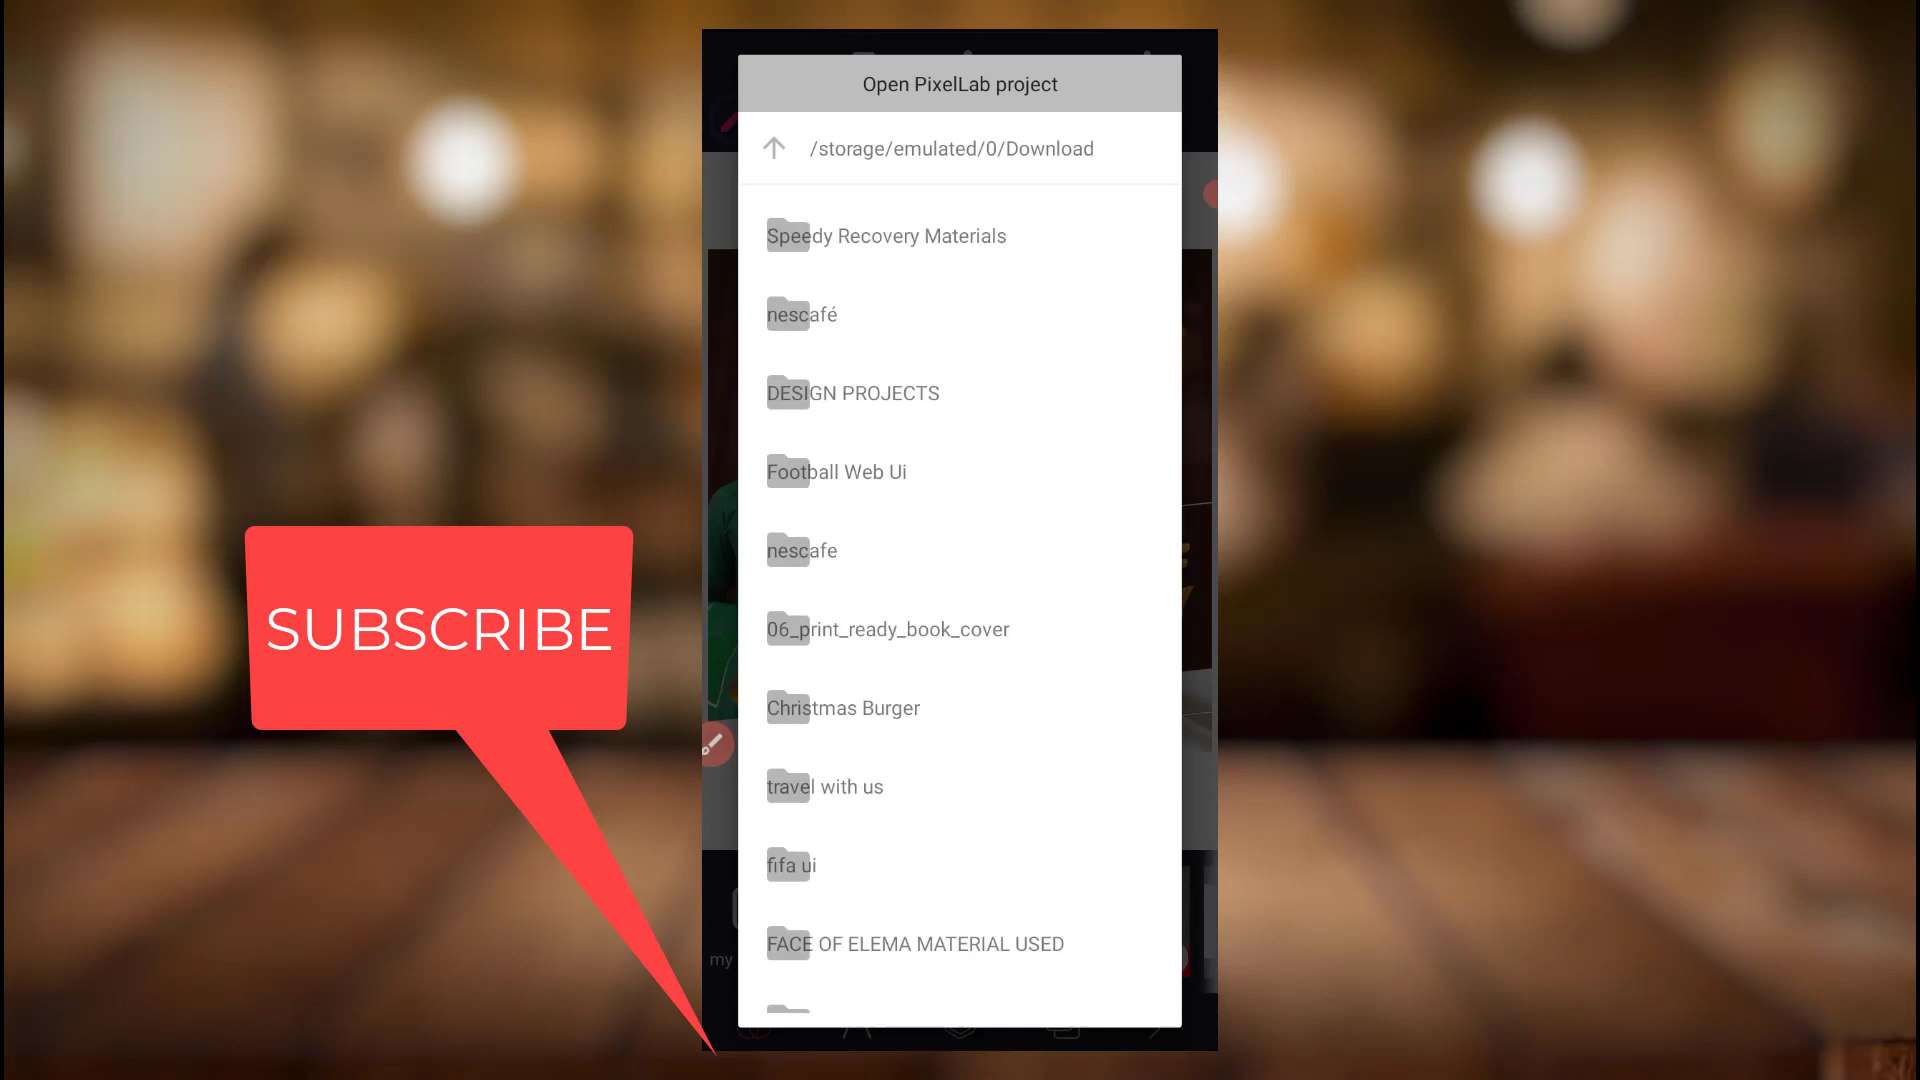 Open PixelLab project
/storage/emulated/0/Download
Speedy Recovery Materials
nescafé
DESIGN PROJECTS
Football Web Ui
nescafe
06_print_ready_book_cover
Christmas Burger
travel with us
fifa ui
FACE OF ELEMA MATERIAL USED
SUBSCRIBE
my